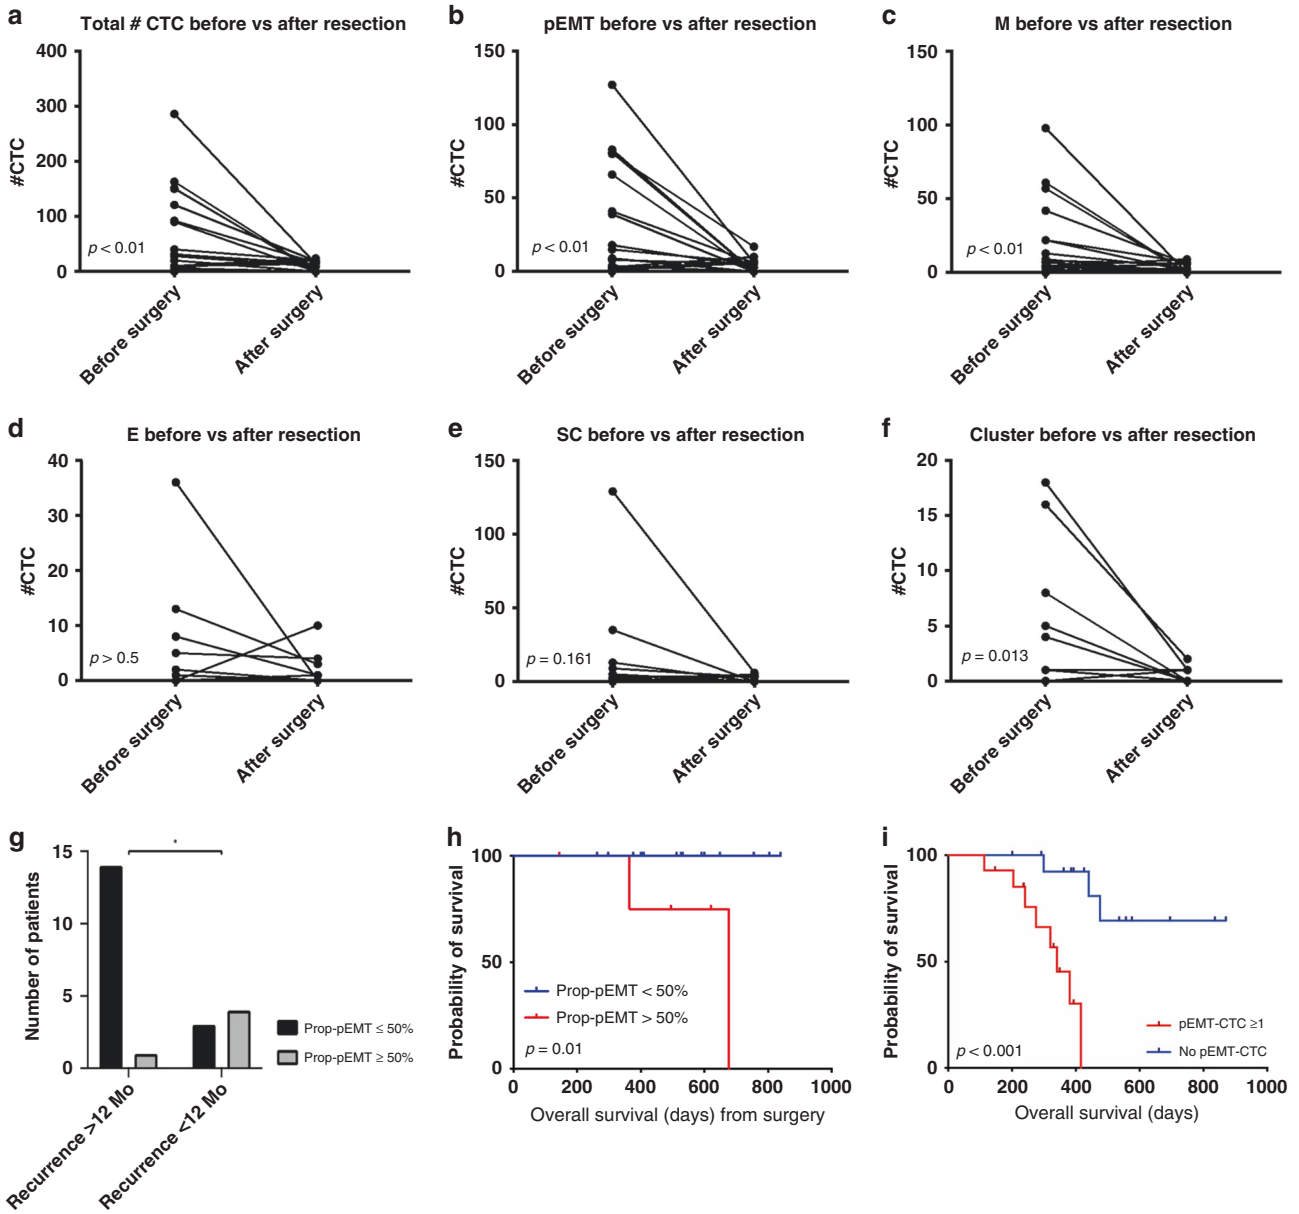 a Total # CTC before vs after resection
400
300
200
100
0
#CTC
p < 0.01
Before surgery
After surgery
b pEMT before vs after resection
150
100
50
0
#CTC
p < 0.01
Before surgery
After surgery
c M before vs after resection
150
100
50
0
#CTC
p < 0.01
Before surgery
After surgery
d E before vs after resection
40
30
20
10
0
#CTC
p > 0.5
Before surgery
After surgery
e SC before vs after resection
150
100
50
0
#CTC
p = 0.161
Before surgery
After surgery
f Cluster before vs after resection
20
15
10
5
0
#CTC
p = 0.013
Before surgery
After surgery
g
15
10
5
0
Number of patients
*
Prop-pEMT ≤ 50%
Prop-pEMT ≥ 50%
Recurrence >12 Mo
Recurrence <12 Mo
h
100
50
0
Probability of survival
Prop-pEMT < 50%
Prop-pEMT > 50%
p = 0.01
0 200 400 600 800 1000
Overall survival (days) from surgery
i
100
50
0
Probability of survival
pEMT-CTC ≥1
No pEMT-CTC
p < 0.001
0 200 400 600 800 1000
Overall survival (days)